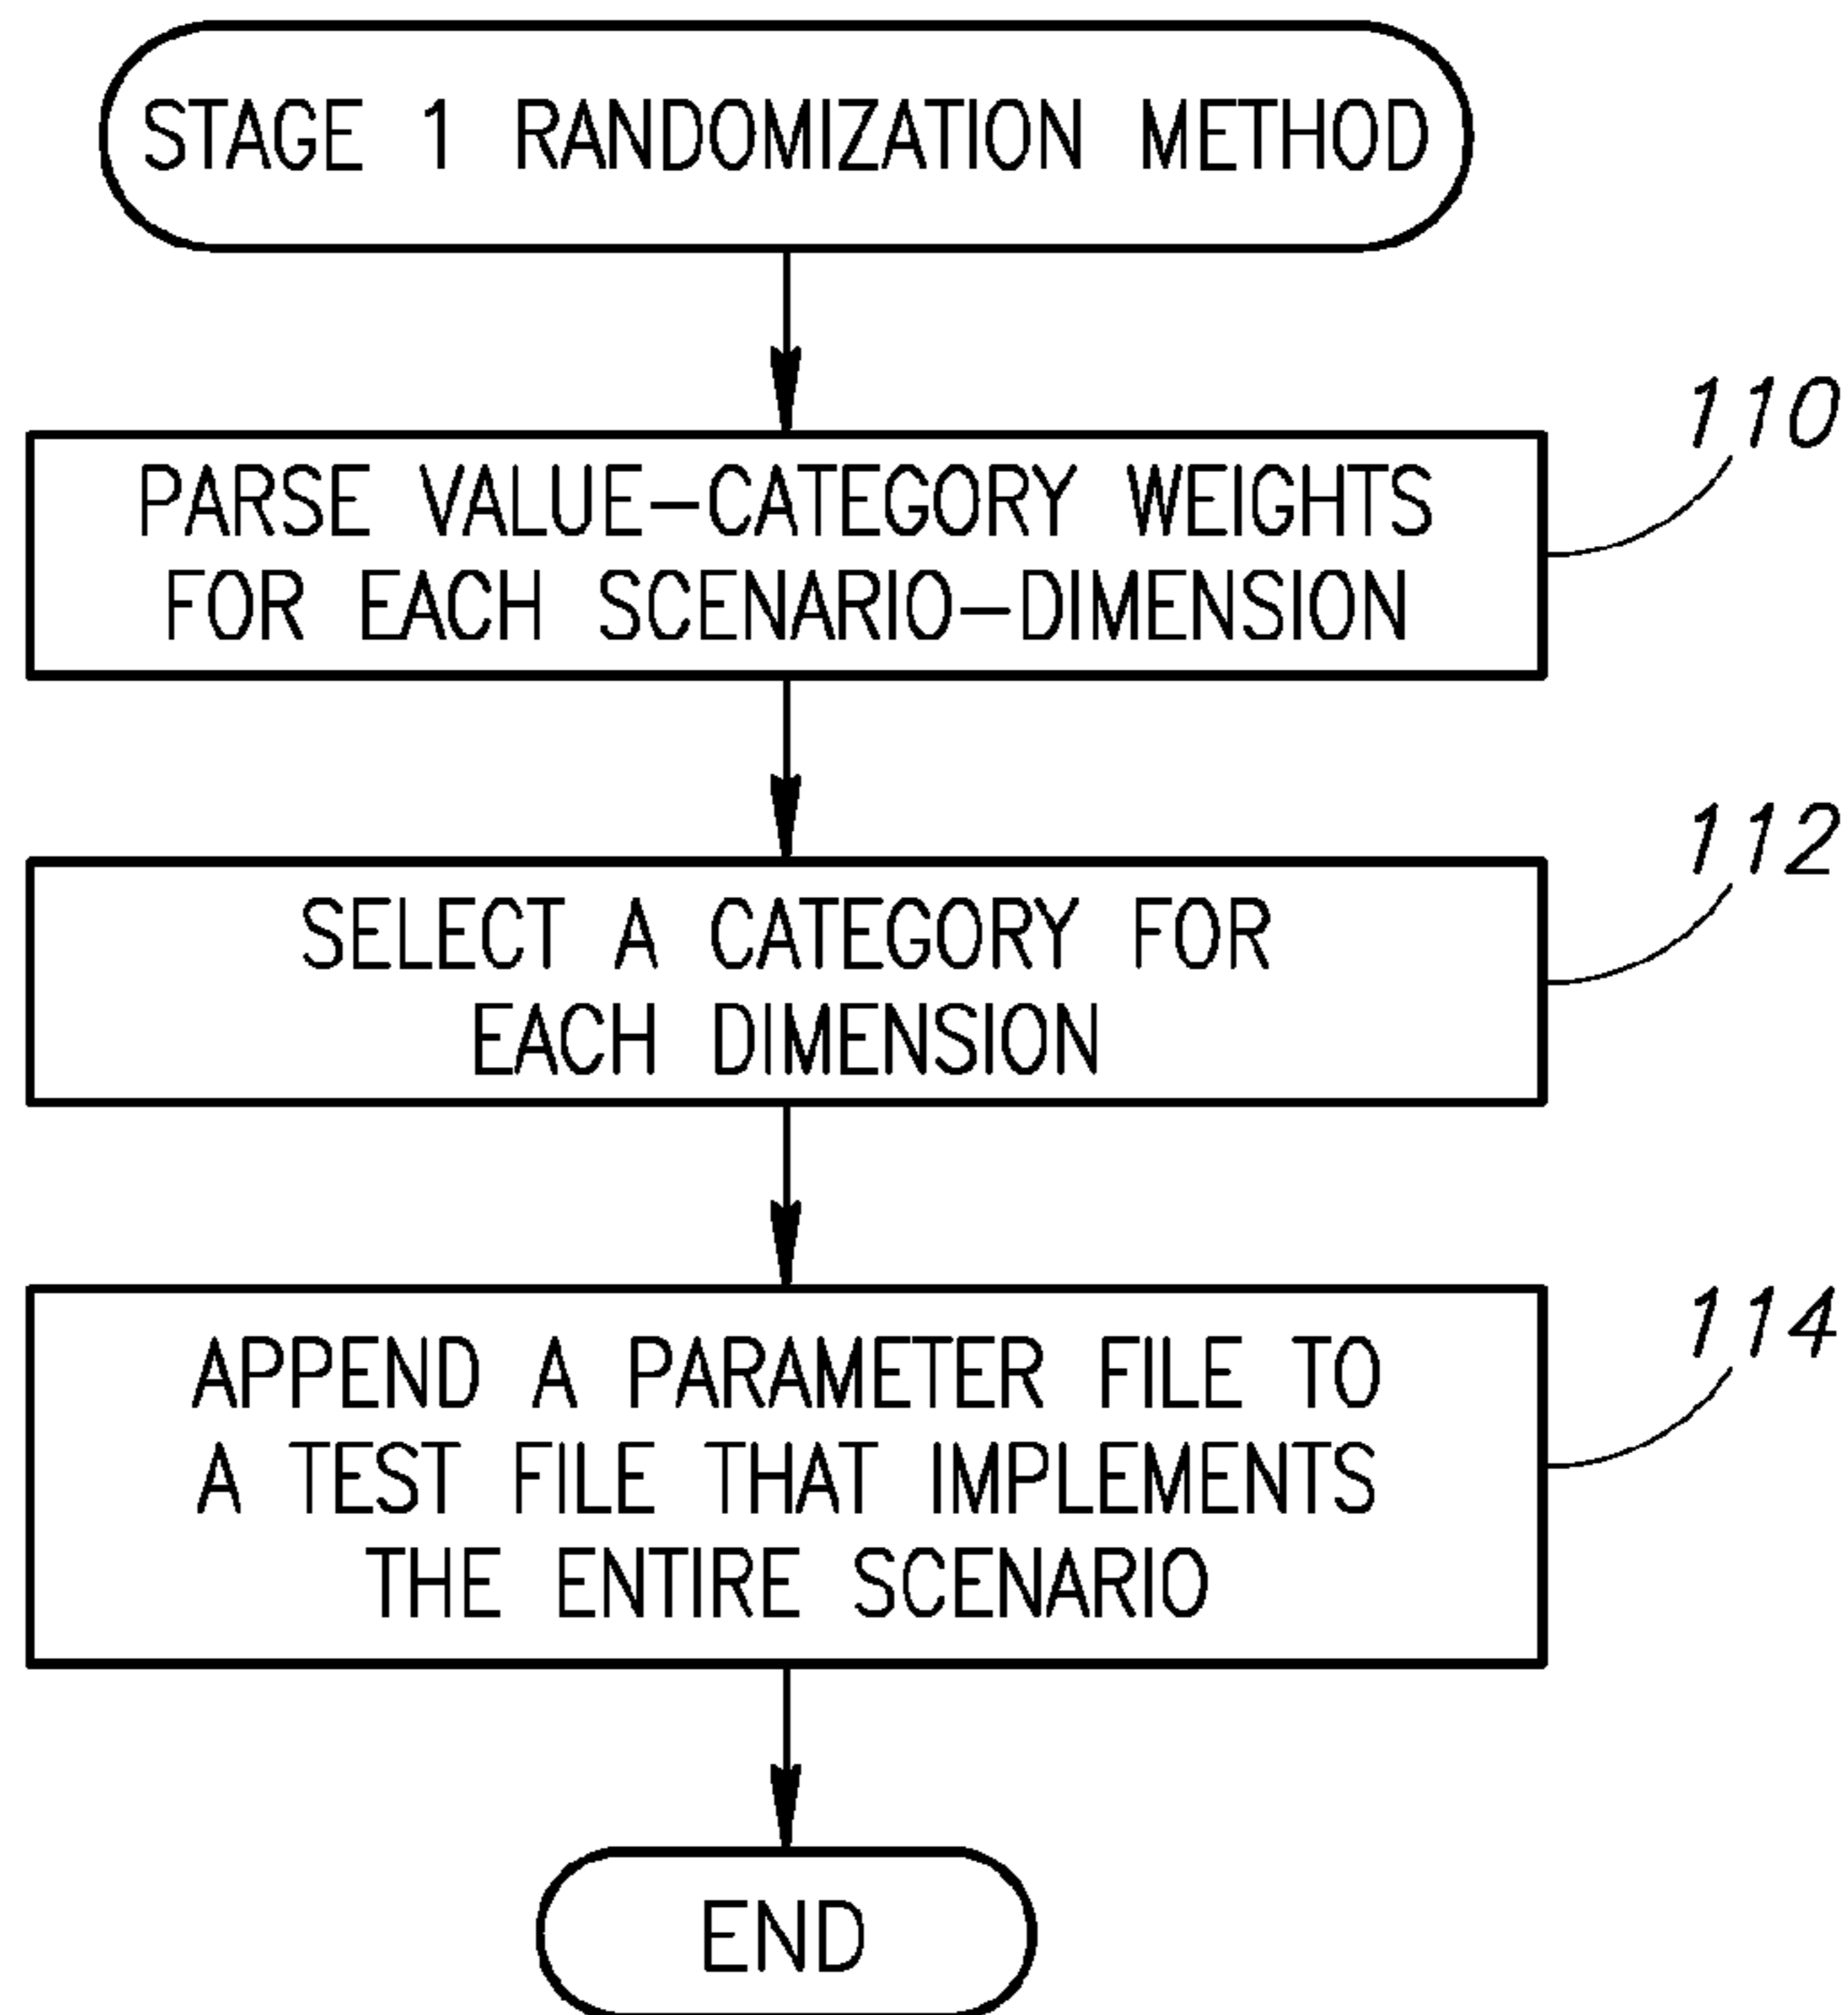 STAGE 1 RANDOMIZATION METHOD
110
PARSE VALUE-CATEGORY WEIGHTS
FOR EACH SCENARIO-DIMENSION
112
SELECT A CATEGORY FOR
EACH DIMENSION
114
APPEND A PARAMETER FILE TO
A TEST FILE THAT IMPLEMENTS
THE ENTIRE SCENARIO
END